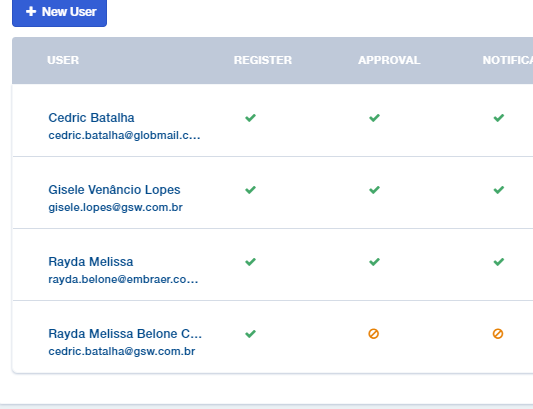 New User
USER REGISTER APPROVAL NOTIFICA
Cedric Batalha
cedric.batalha@globmail.c...
Gisele Venâncio Lopes
gisele.lopes@gsw.com.br
Rayda Melissa
rayda.belone@embraer.co...
Rayda Melissa Belone C...
cedric.batalha@gsw.com.br